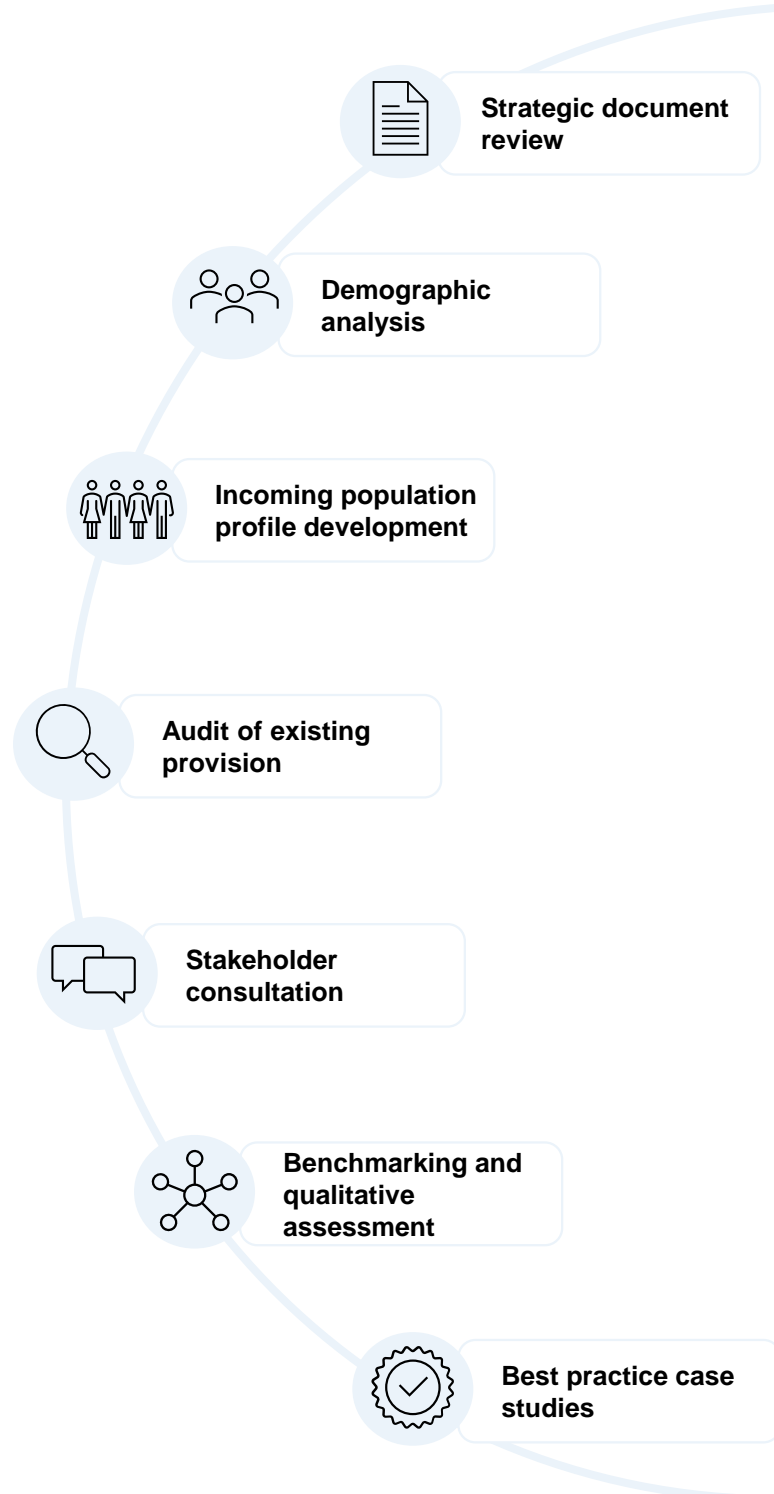 Strategic document
review
Demographic
analysis
Incoming population
profile development
Audit of existing
provision
Stakeholder
consultation
Benchmarking and
qualitative
assessment
Best practice case
studies